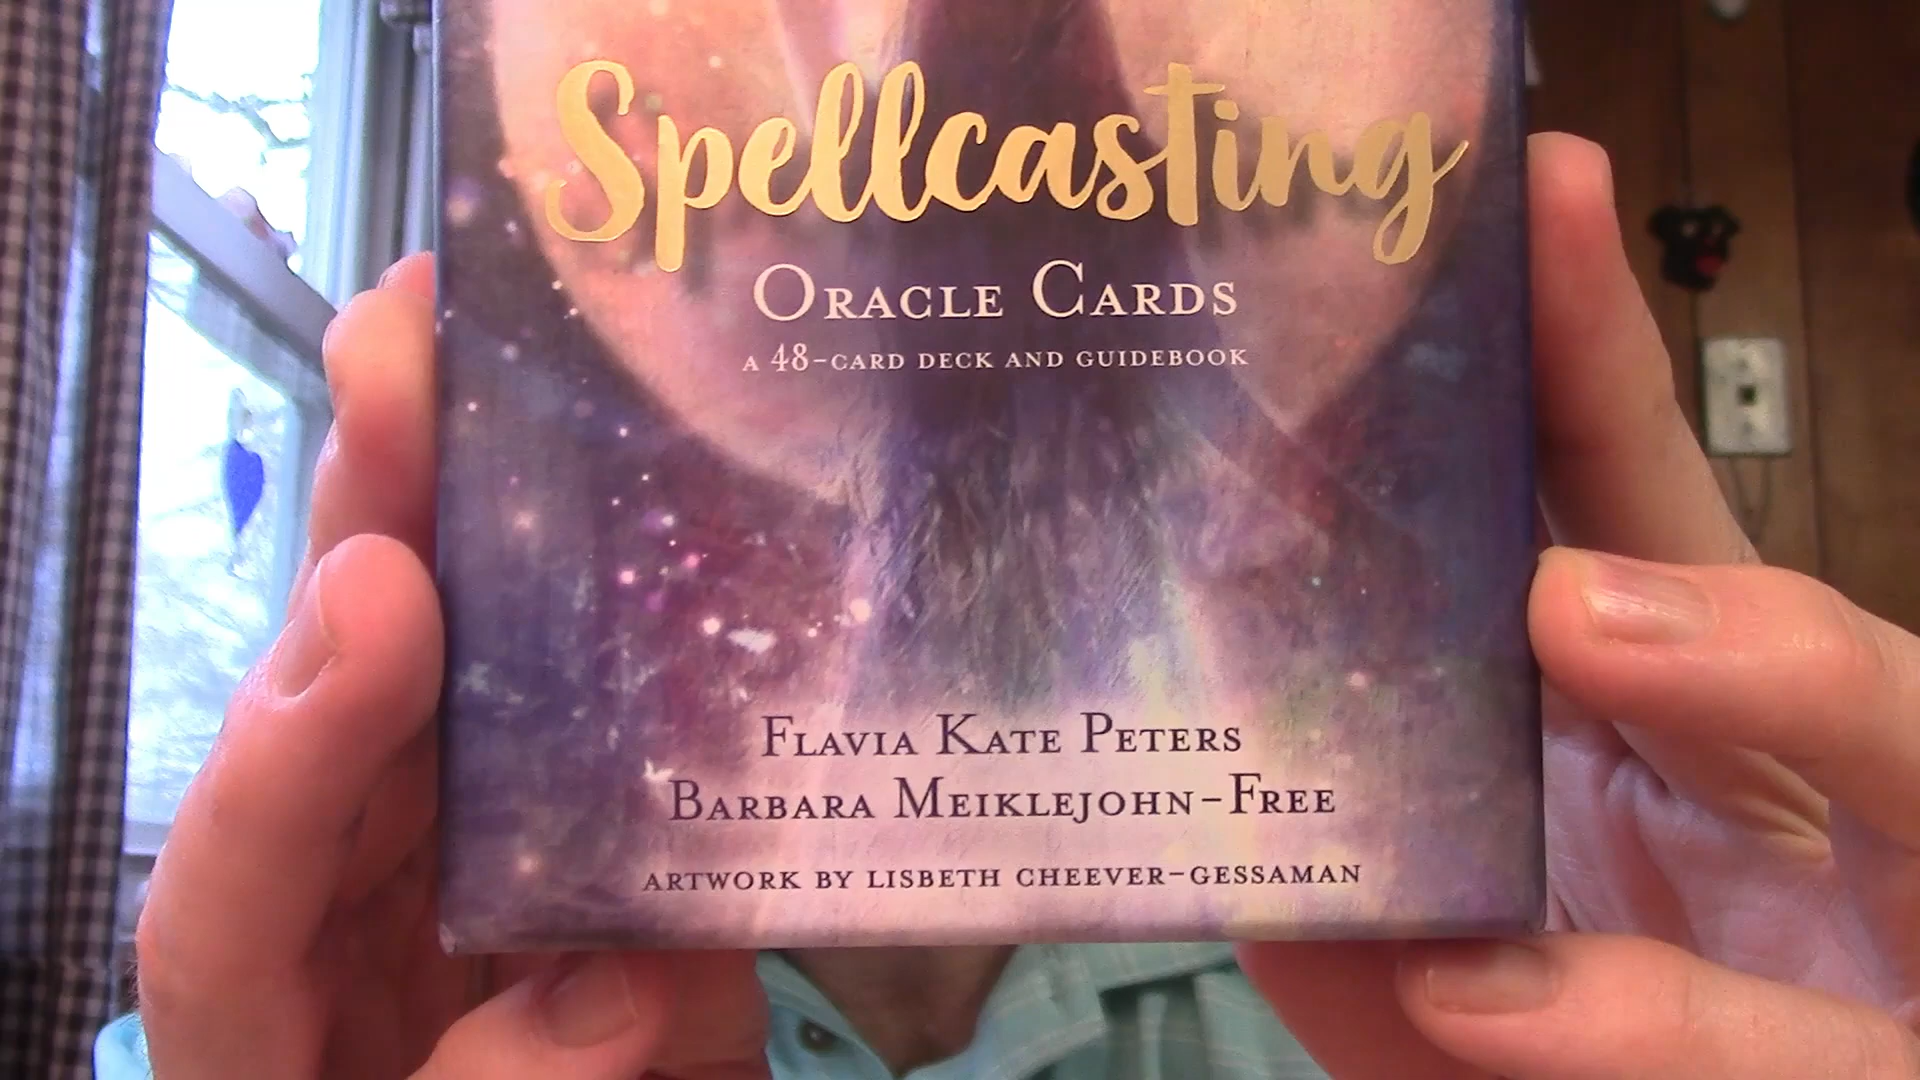 Spellcasting
ORACLE CARDS
A 48-CARD DECK AND GUIDEBOOK
FLAVIA KATE PETERS
BARBARA MEIKLEJOHN-FREE
ARTWORK BY LISBETH CHEEVER-GESSAMAN